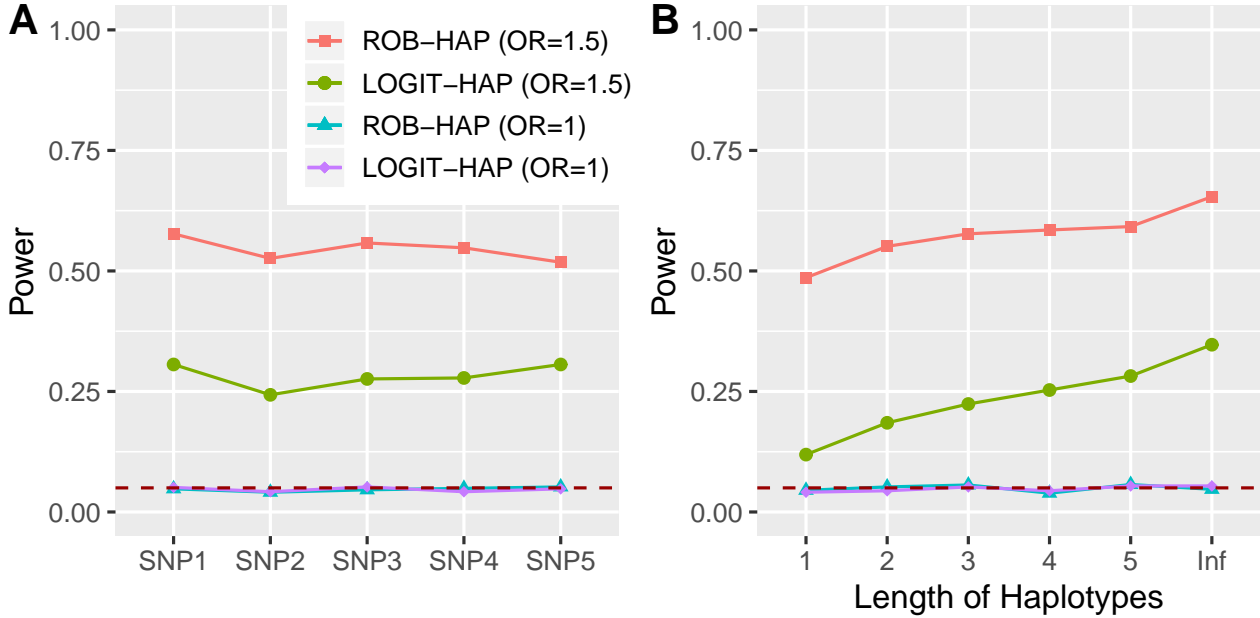 A
Power
1.00
0.75
0.50
0.25
0.00
ROB−HAP (OR=1.5)
LOGIT−HAP (OR=1.5)
ROB−HAP (OR=1)
LOGIT−HAP (OR=1)
SNP1 SNP2 SNP3 SNP4 SNP5
B
Power
1.00
0.75
0.50
0.25
0.00
1 2 3 4 5 Inf
Length of Haplotypes